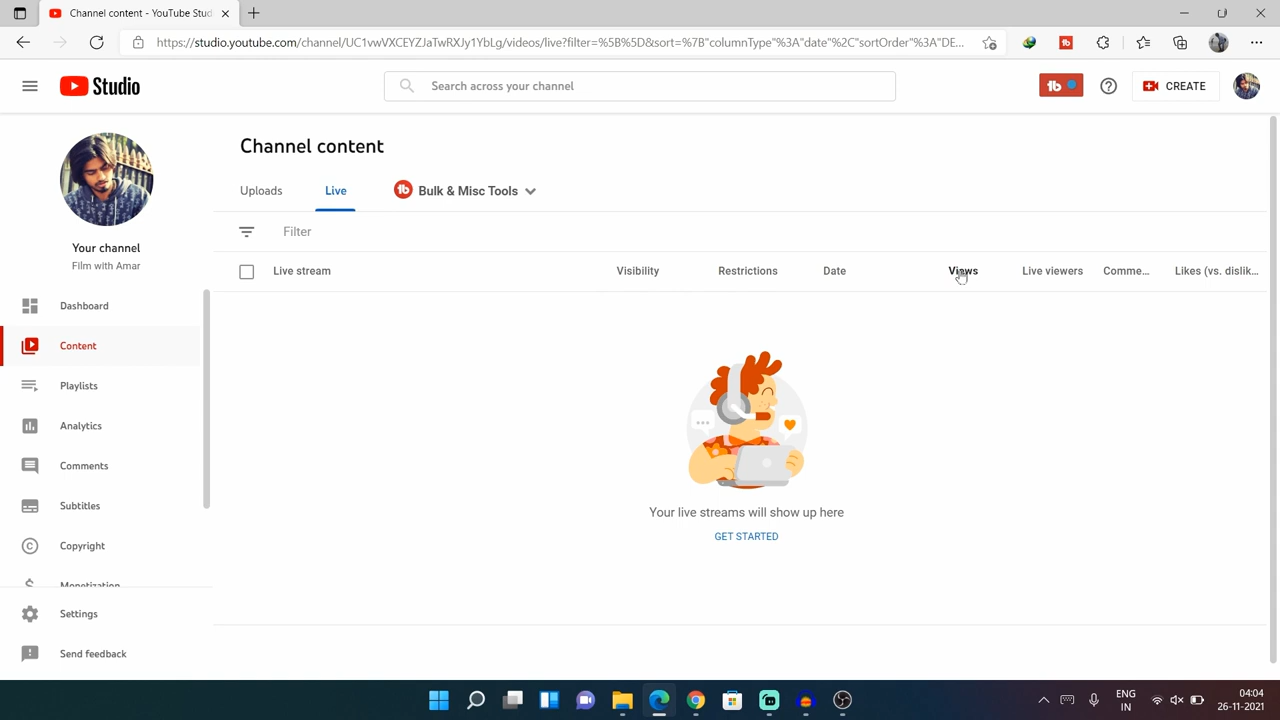 Channel content - YouTube Stud
https://studio.youtube.com/channel/UC1vwVXCEYZJaTwRXJy1YbLg/videos/live?filter=%5B%5D&sort=%7B"columnType"%3A"date"%2C"sortOrder"%3A"DE...
Studio
Search across your channel
CREATE
Channel content
Uploads
Live
Bulk & Misc Tools
Filter
Live stream
Visibility
Restrictions
Date
Views
Live viewers
Comme...
Likes (vs. dislik...
Your channel
Film with Amar
Dashboard
Content
Playlists
Analytics
Comments
Subtitles
Copyright
Monetization
Settings
Send feedback
Your live streams will show up here
GET STARTED
ENG
IN
04:04
26-11-2021